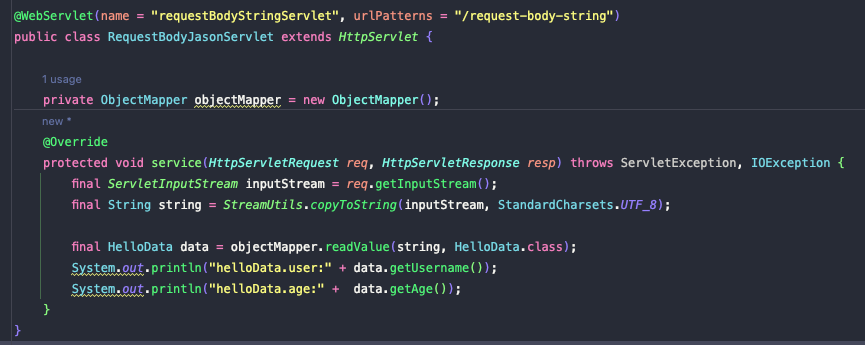 @WebServlet(name = "requestBodyStringServlet", urlPatterns = "/request-body-string")
public class RequestBodyJasonServlet extends HttpServlet {
1 usage
private ObjectMapper objectMapper = new ObjectMapper();
new *
@Override
protected void service(HttpServletRequest req, HttpServletResponse resp) throws ServletException, IOException {
final ServletInputStream inputStream = req.getInputStream();
final String string = StreamUtils.copyToString(inputStream, StandardCharsets.UTF_8);
final HelloData data = objectMapper.readValue(string, HelloData.class);
System.out.println("helloData.user:" + data.getUsername());
System.out.println("helloData.age:" +  data.getAge());
}
}